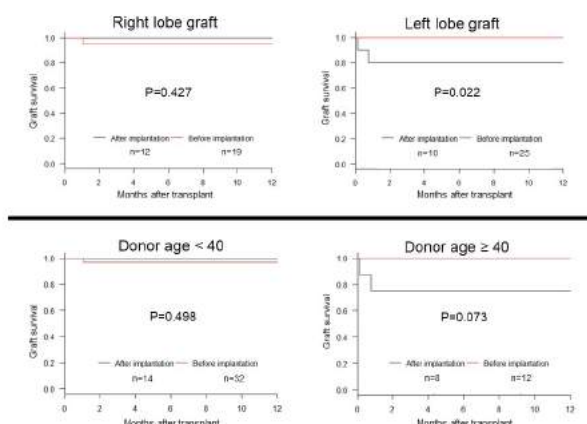 Right lobe graft
1.0
0.8
0.6
0.4
0.2
0.0
Graft survival
P=0.427
After implantation Before implantation
n=12 n=19
0 2 4 6 8 10 12
Months after transplant
Left lobe graft
1.0
0.8
0.6
0.4
0.2
0.0
Graft survival
P=0.022
After implantation Before implantation
n=10 n=25
0 2 4 6 8 10 12
Months after transplant
Donor age < 40
1.0
0.8
0.6
0.4
0.2
0.0
Graft survival
P=0.498
After implantation Before implantation
n=14 n=32
0 2 4 6 8 10 12
Months after transplant
Donor age ≥ 40
1.0
0.8
0.6
0.4
0.2
0.0
Graft survival
P=0.073
After implantation Before implantation
n=8 n=12
0 2 4 6 8 10 12
Months after transplant